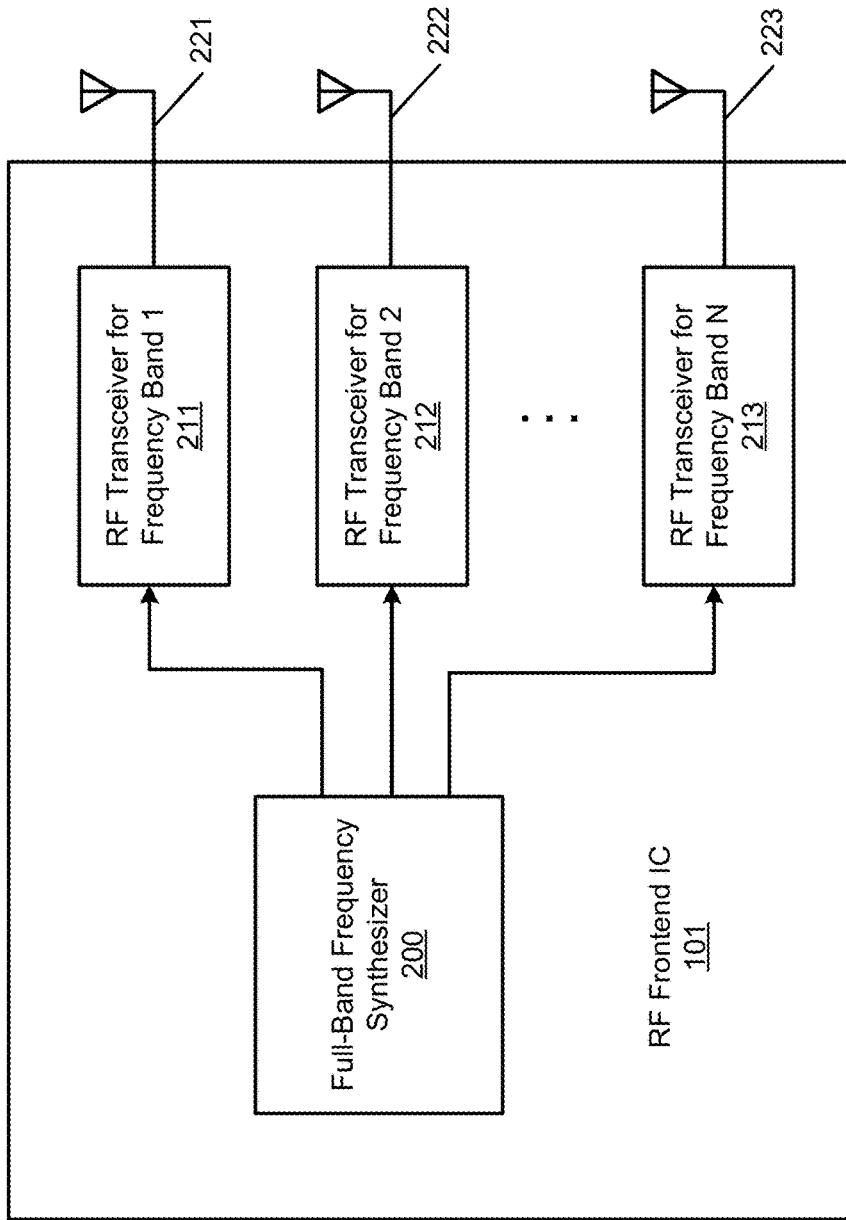 Full-Band Frequency
Synthesizer
200
RF Transceiver for
Frequency Band 1
211
221
RF Transceiver for
Frequency Band 2
212
222
. . .
RF Transceiver for
Frequency Band N
213
223
RF Frontend IC
101